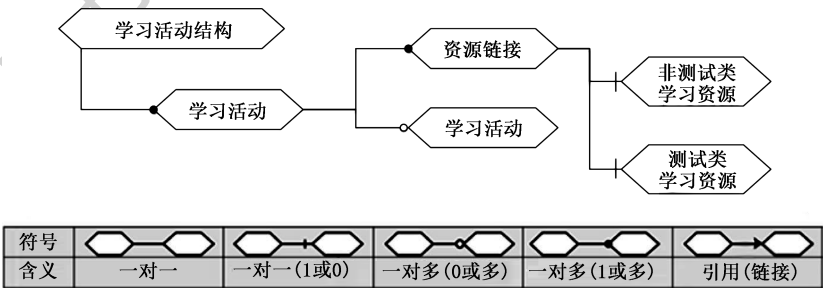 学习活动结构
资源链接
非测试类
学习资源
学习活动
学习活动
测试类
学习资源
符号
含义 一对一 一对一(1或0) 一对多(0或多) 一对多(1或多) 引用(链接)